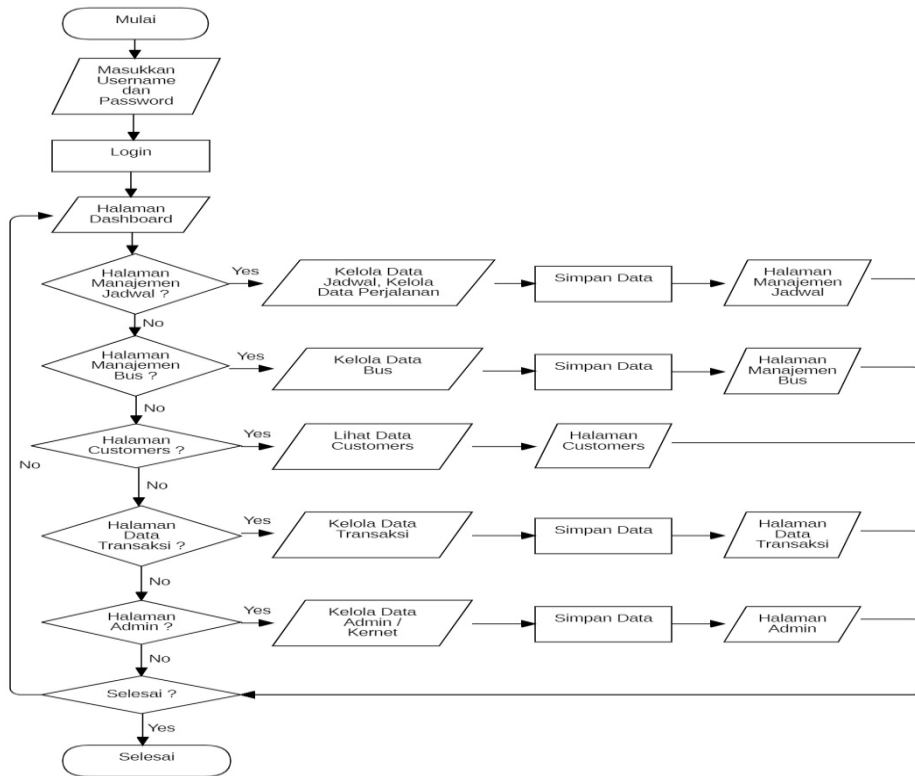 Mulai
Masukkan
Username
dan
Password
Login
Halaman
Dashboard
Halaman
Manajemen
Jadwal ?
Yes
Kelola Data
Jadwal, Kelola
Data Perjalanan
Simpan Data
Halaman
Manajemen
Jadwal
No
Halaman
Manajemen
Bus ?
Yes
Kelola Data
Bus
Simpan Data
Halaman
Manajemen
Bus
No
Halaman
Customers ?
Yes
Lihat Data
Customers
Halaman
Customers
No
No
Halaman
Data
Transaksi ?
Yes
Kelola Data
Transaksi
Simpan Data
Halaman
Data
Transaksi
No
Halaman
Admin ?
Yes
Kelola Data
Admin /
Kernet
Simpan Data
Halaman
Admin
No
Selesai ?
Yes
Selesai